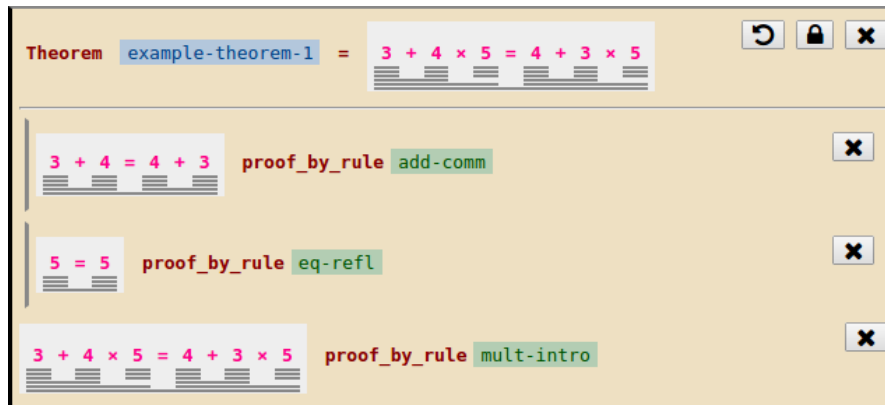 Theorem example-theorem-1 = 3 + 4 × 5 = 4 + 3 × 5
3 + 4 = 4 + 3 proof_by_rule add-comm
5 = 5 proof_by_rule eq-refl
3 + 4 × 5 = 4 + 3 × 5 proof_by_rule mult-intro